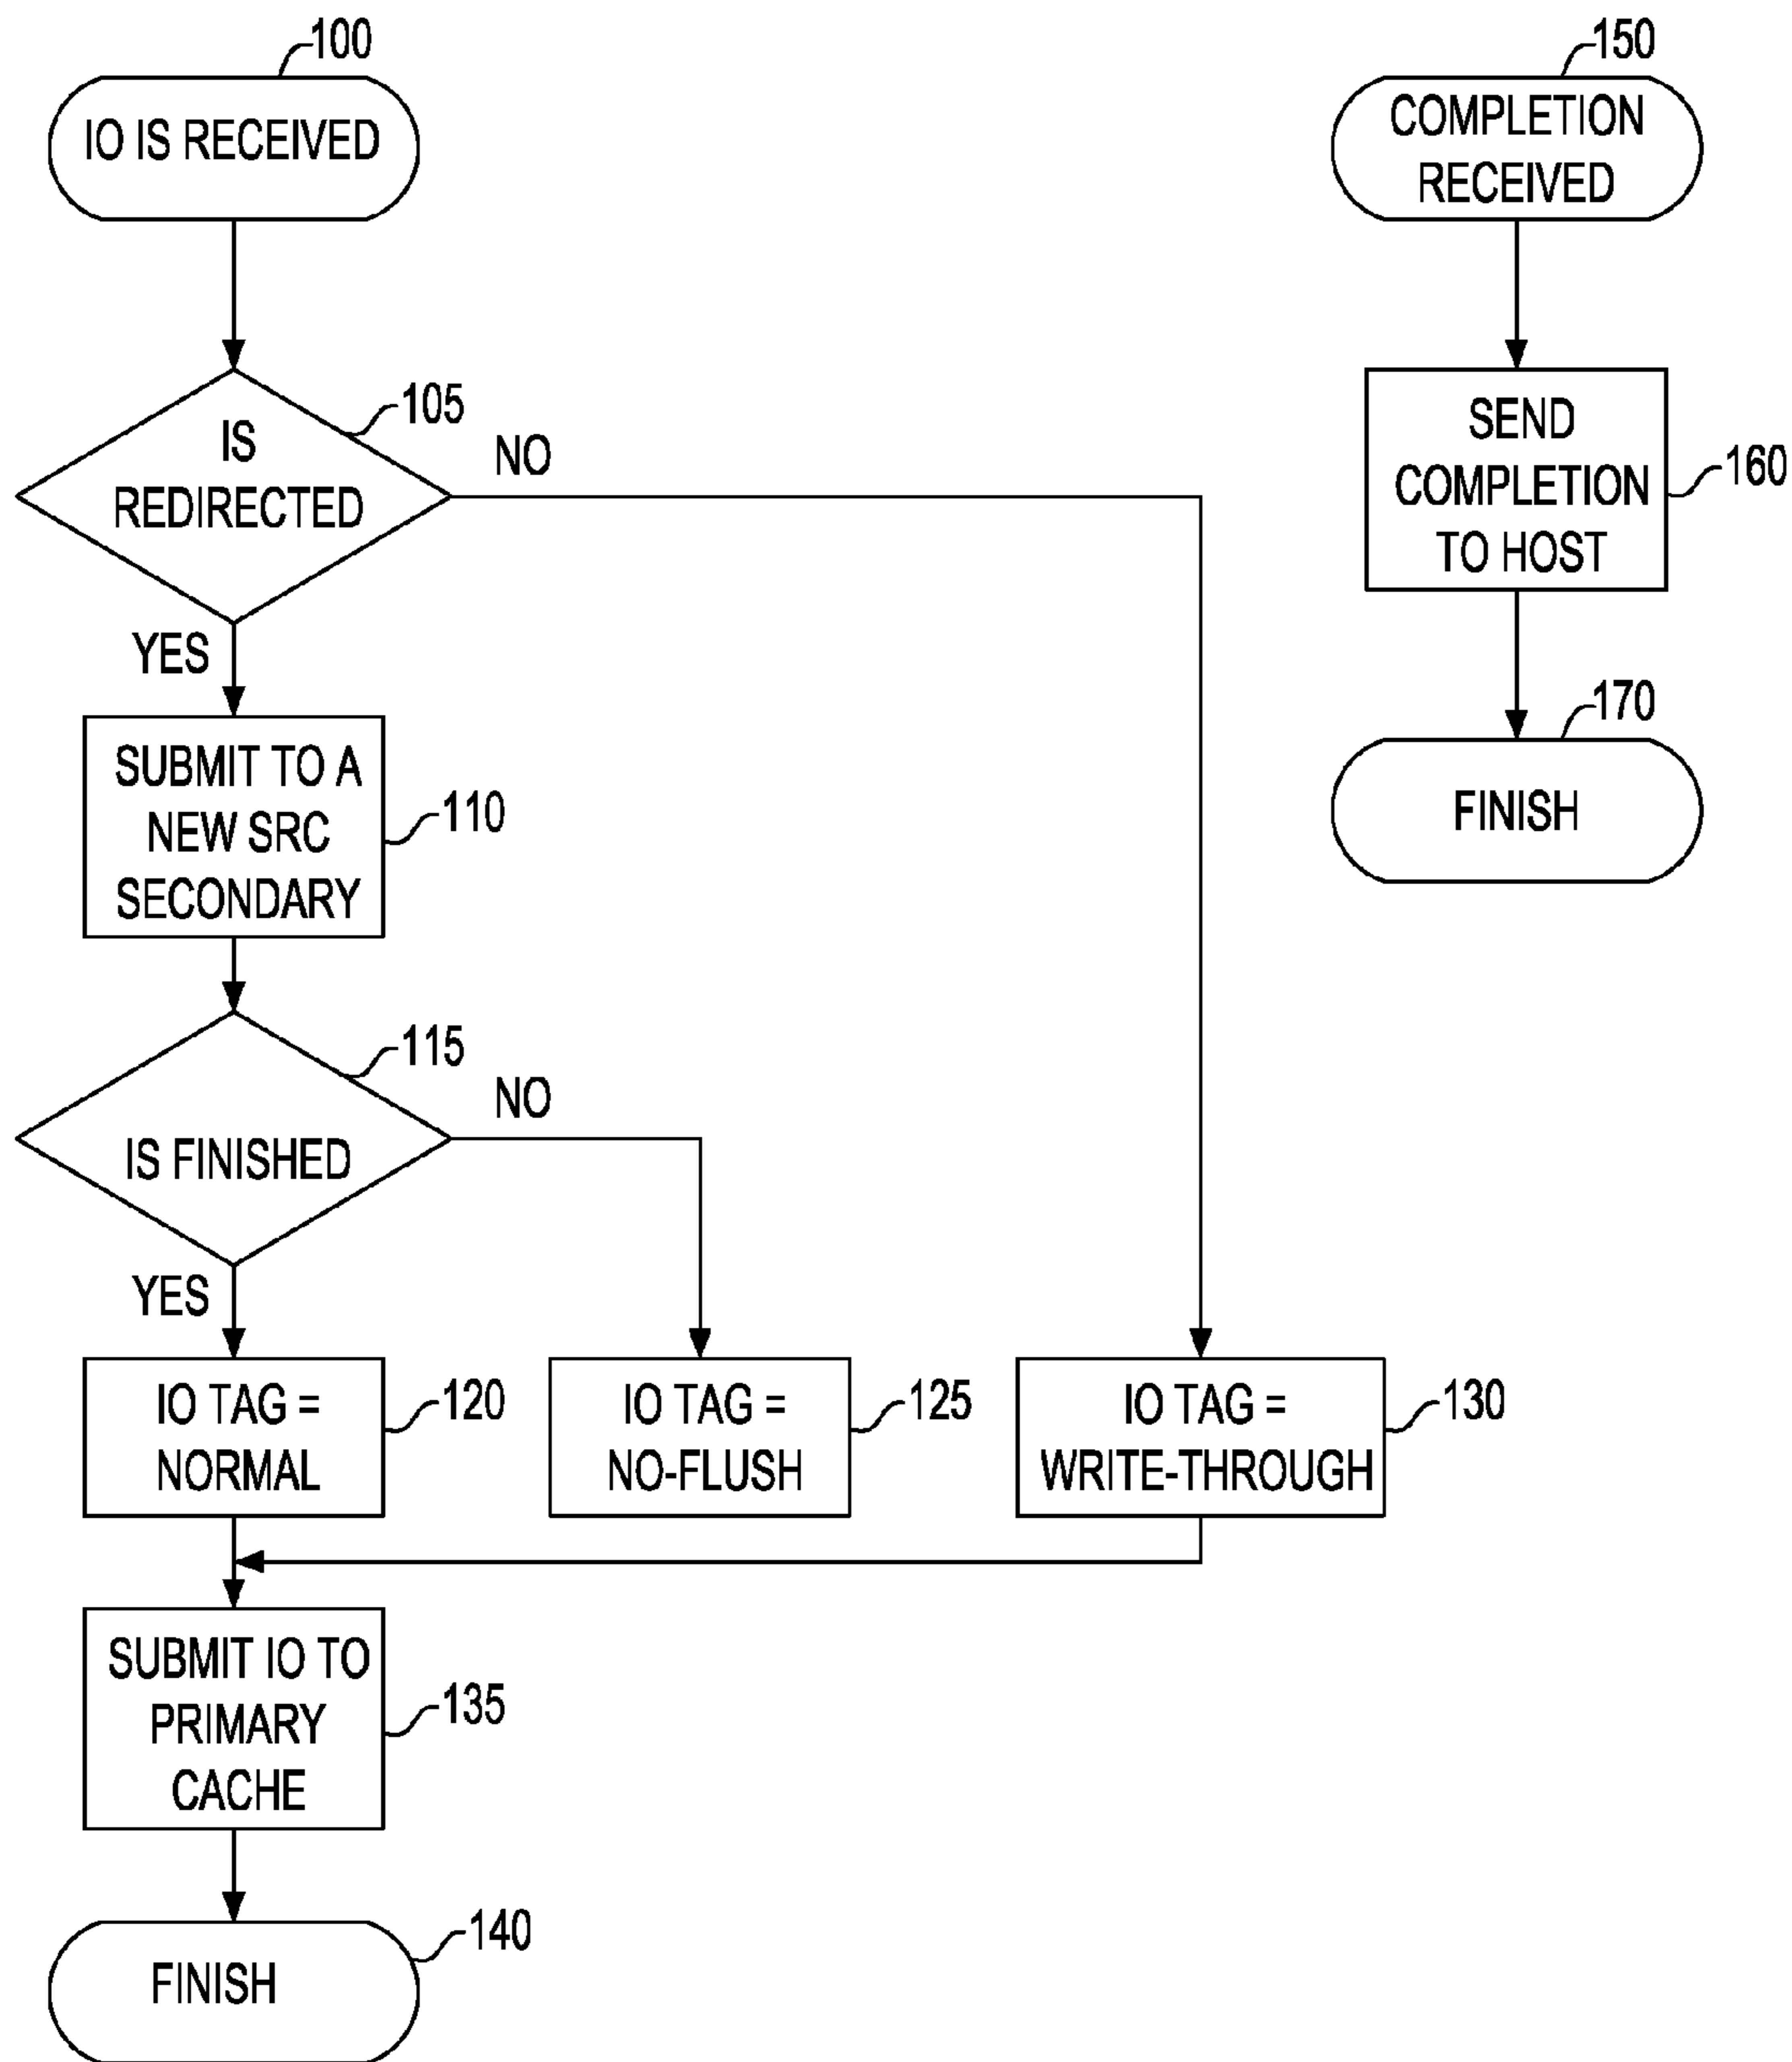 100
IO IS RECEIVED
105
IS
REDIRECTED
NO
YES
SUBMIT TO A
NEW SRC
SECONDARY
110
115
IS FINISHED
NO
YES
IO TAG =
NORMAL
120
IO TAG =
NO-FLUSH
125
IO TAG =
WRITE-THROUGH
130
SUBMIT IO TO
PRIMARY
CACHE
135
140
FINISH
150
COMPLETION
RECEIVED
SEND
COMPLETION
TO HOST
160
170
FINISH